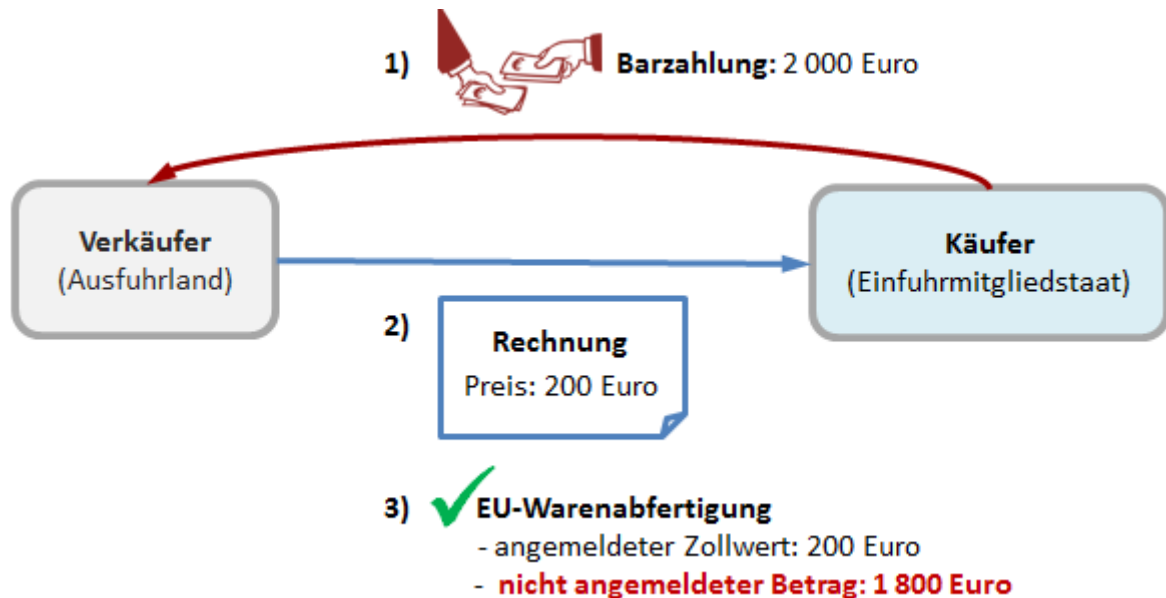 1) Barzahlung: 2 000 Euro
Verkäufer
(Ausfuhrland)
Käufer
(Einfuhrmitgliedstaat)
2)
Rechnung
Preis: 200 Euro
3) EU-Warenabfertigung
- angemeldeter Zollwert: 200 Euro
- nicht angemeldeter Betrag: 1 800 Euro